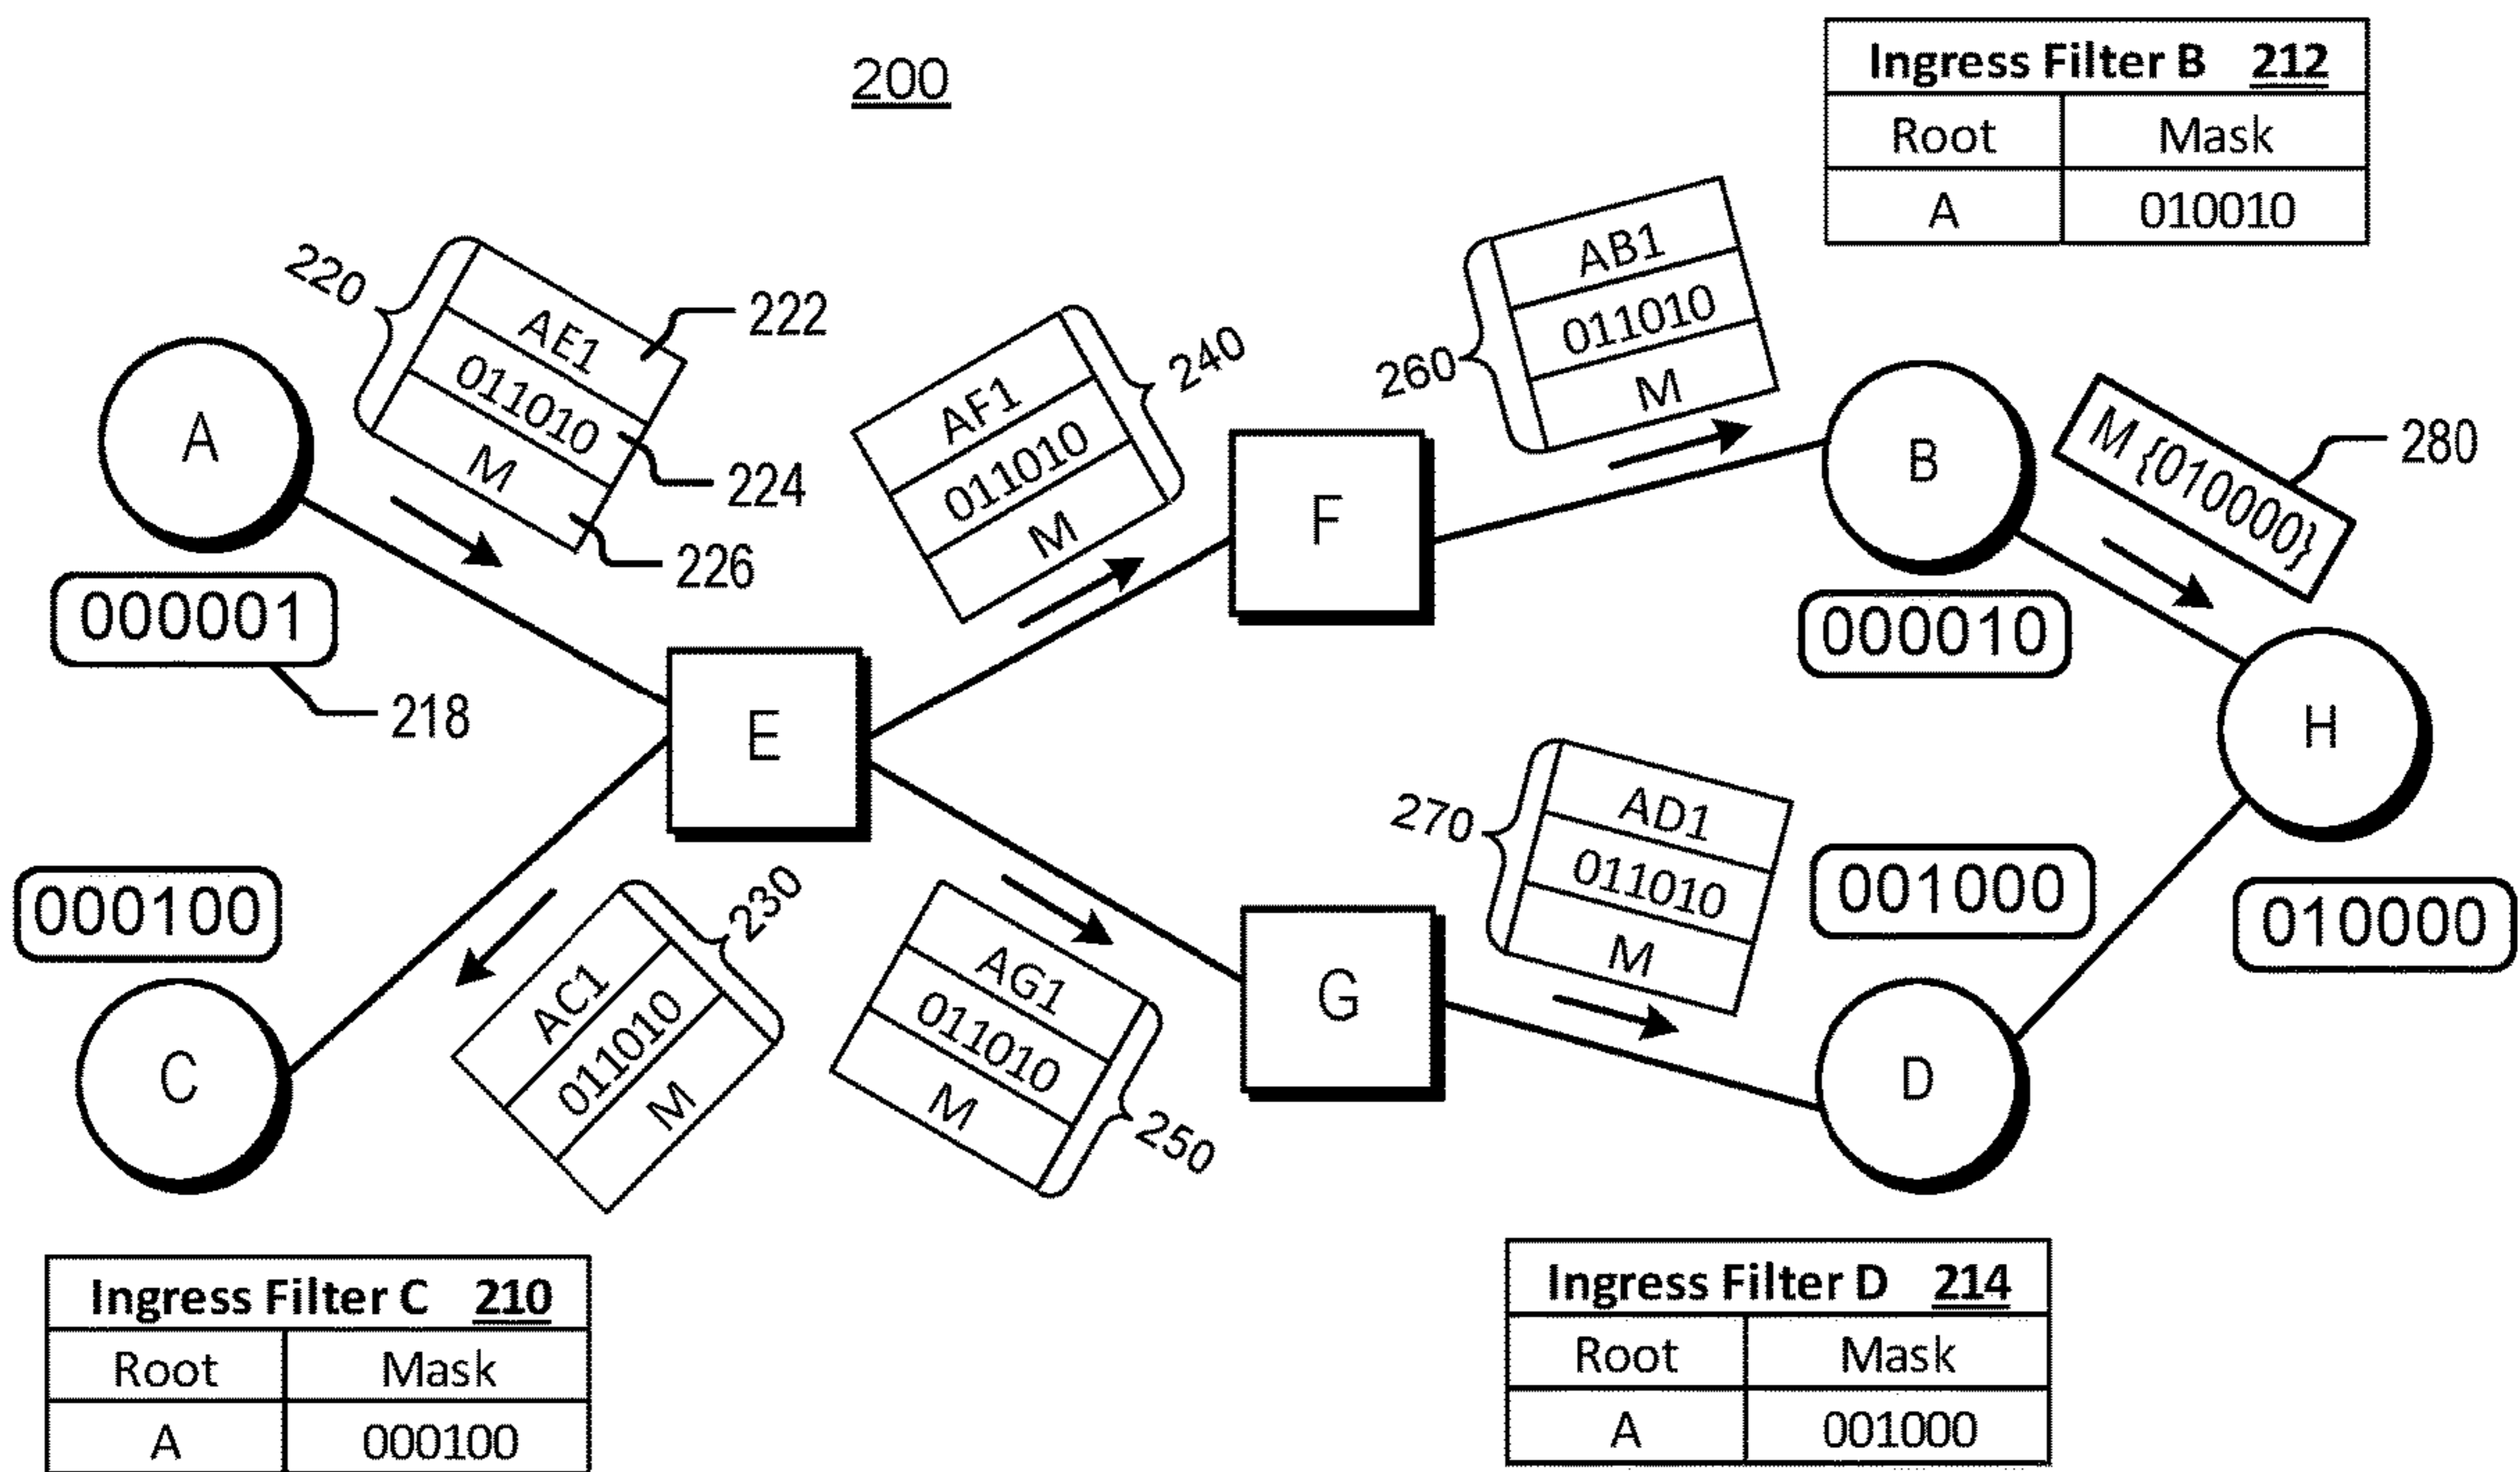 200
Ingress Filter B 212
Root Mask
A 010010
220
AE1
011010
M
222
224
226
A
000001
218
240
AF1
011010
M
F
260
AB1
011010
M
B
000010
M {010000}
280
H
010000
E
000100
C
230
AC1
011010
M
AG1
011010
M
250
G
270
AD1
011010
M
001000
D
Ingress Filter C 210
Root Mask
A 000100
Ingress Filter D 214
Root Mask
A 001000